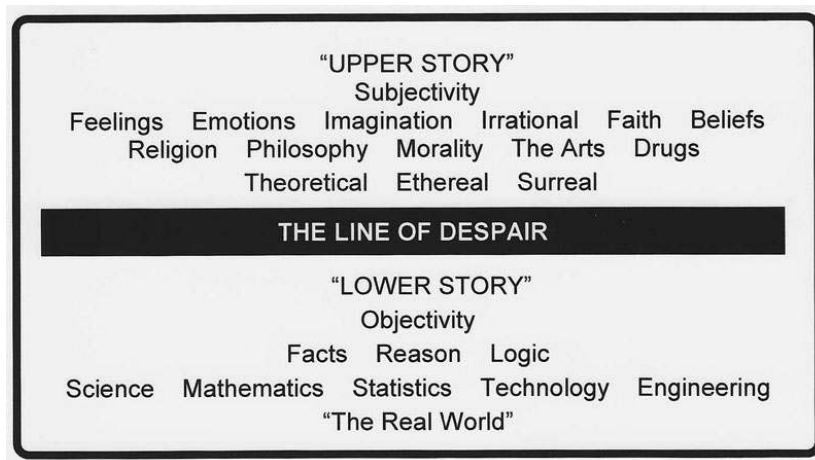 “UPPER STORY”
Subjectivity
Feelings Emotions Imagination Irrational Faith Beliefs
Religion Philosophy Morality The Arts Drugs
Theoretical Ethereal Surreal
THE LINE OF DESPAIR
“LOWER STORY”
Objectivity
Facts Reason Logic
Science Mathematics Statistics Technology Engineering
“The Real World”